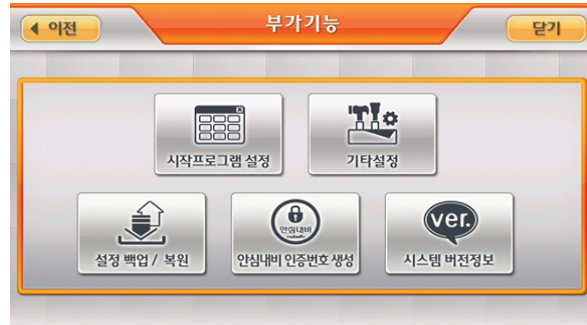 이전
부가기능
닫기
시작프로그램 설정
기타설정
안심내비
ver.
설정 백업 / 복원
안심내비 인증번호 생성
시스템 버전정보